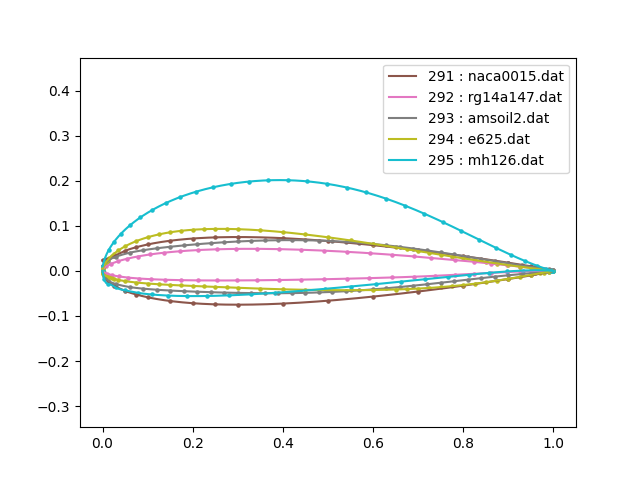 291 : naca0015.dat
292 : rg14a147.dat
293 : amsoil2.dat
294 : e625.dat
295 : mh126.dat
0.4
0.3
0.2
0.1
0.0
−0.1
−0.2
−0.3
0.0 0.2 0.4 0.6 0.8 1.0